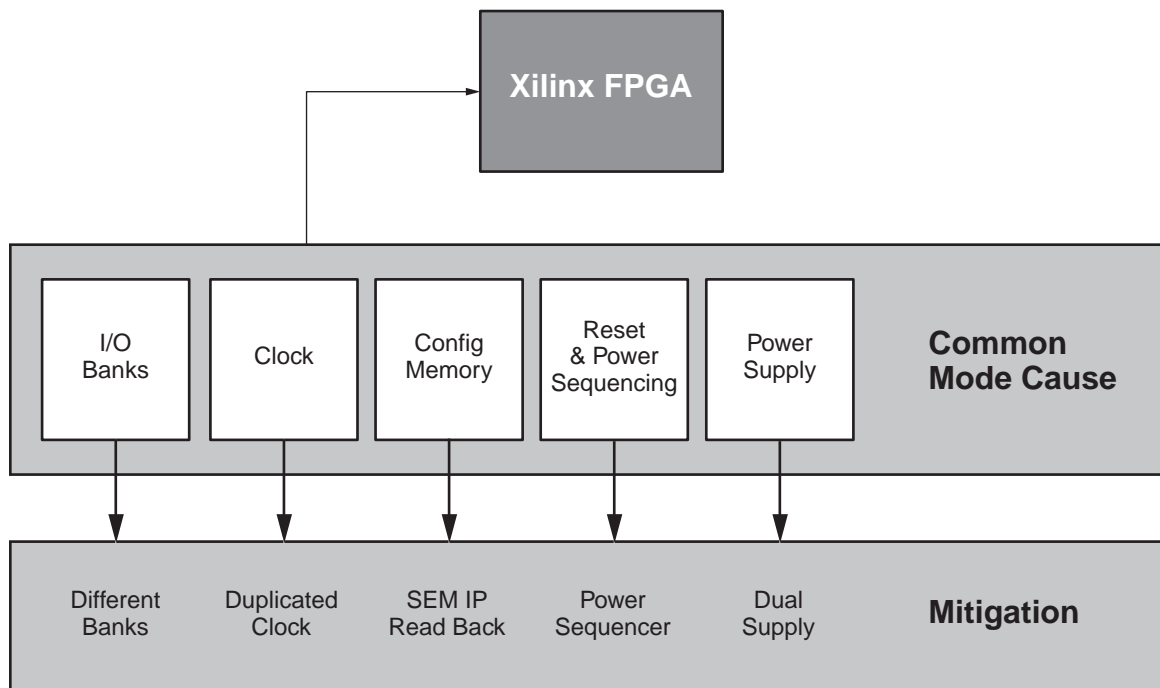 Xilinx FPGA
I/O
Banks
Clock
Config
Memory
Reset
& Power
Sequencing
Power
Supply
Common
Mode Cause
Different
Banks
Duplicated
Clock
SEM IP
Read Back
Power
Sequencer
Dual
Supply
Mitigation